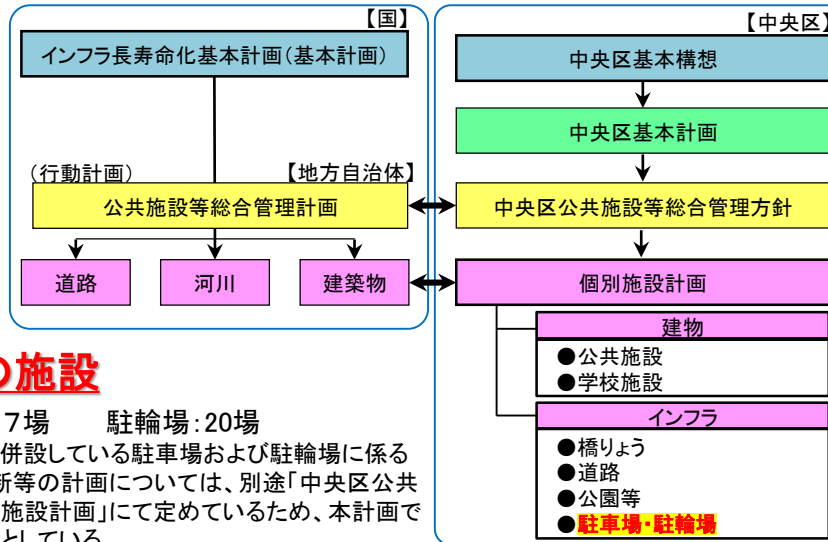 【国】
インフラ長寿命化基本計画(基本計画)
(行動計画)
【地方自治体】
公共施設等総合管理計画
道路
河川
建築物
【中央区】
中央区基本構想
中央区基本計画
中央区公共施設等総合管理方針
個別施設計画
建物
●公共施設
●学校施設
インフラ
●橋りょう
●道路
●公園等
●駐車場・駐輪場
の施設
7場 駐輪場:20場
併設している駐車場および駐輪場に係る
新等の計画については、別途「中央区公共
施設計画」にて定めているため、本計画で
としている